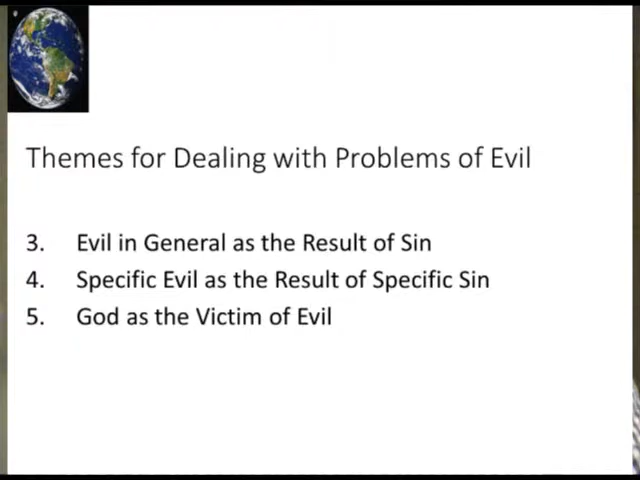 Themes for Dealing with Problems of Evil
3. Evil in General as the Result of Sin
4. Specific Evil as the Result of Specific Sin
5. God as the Victim of Evil